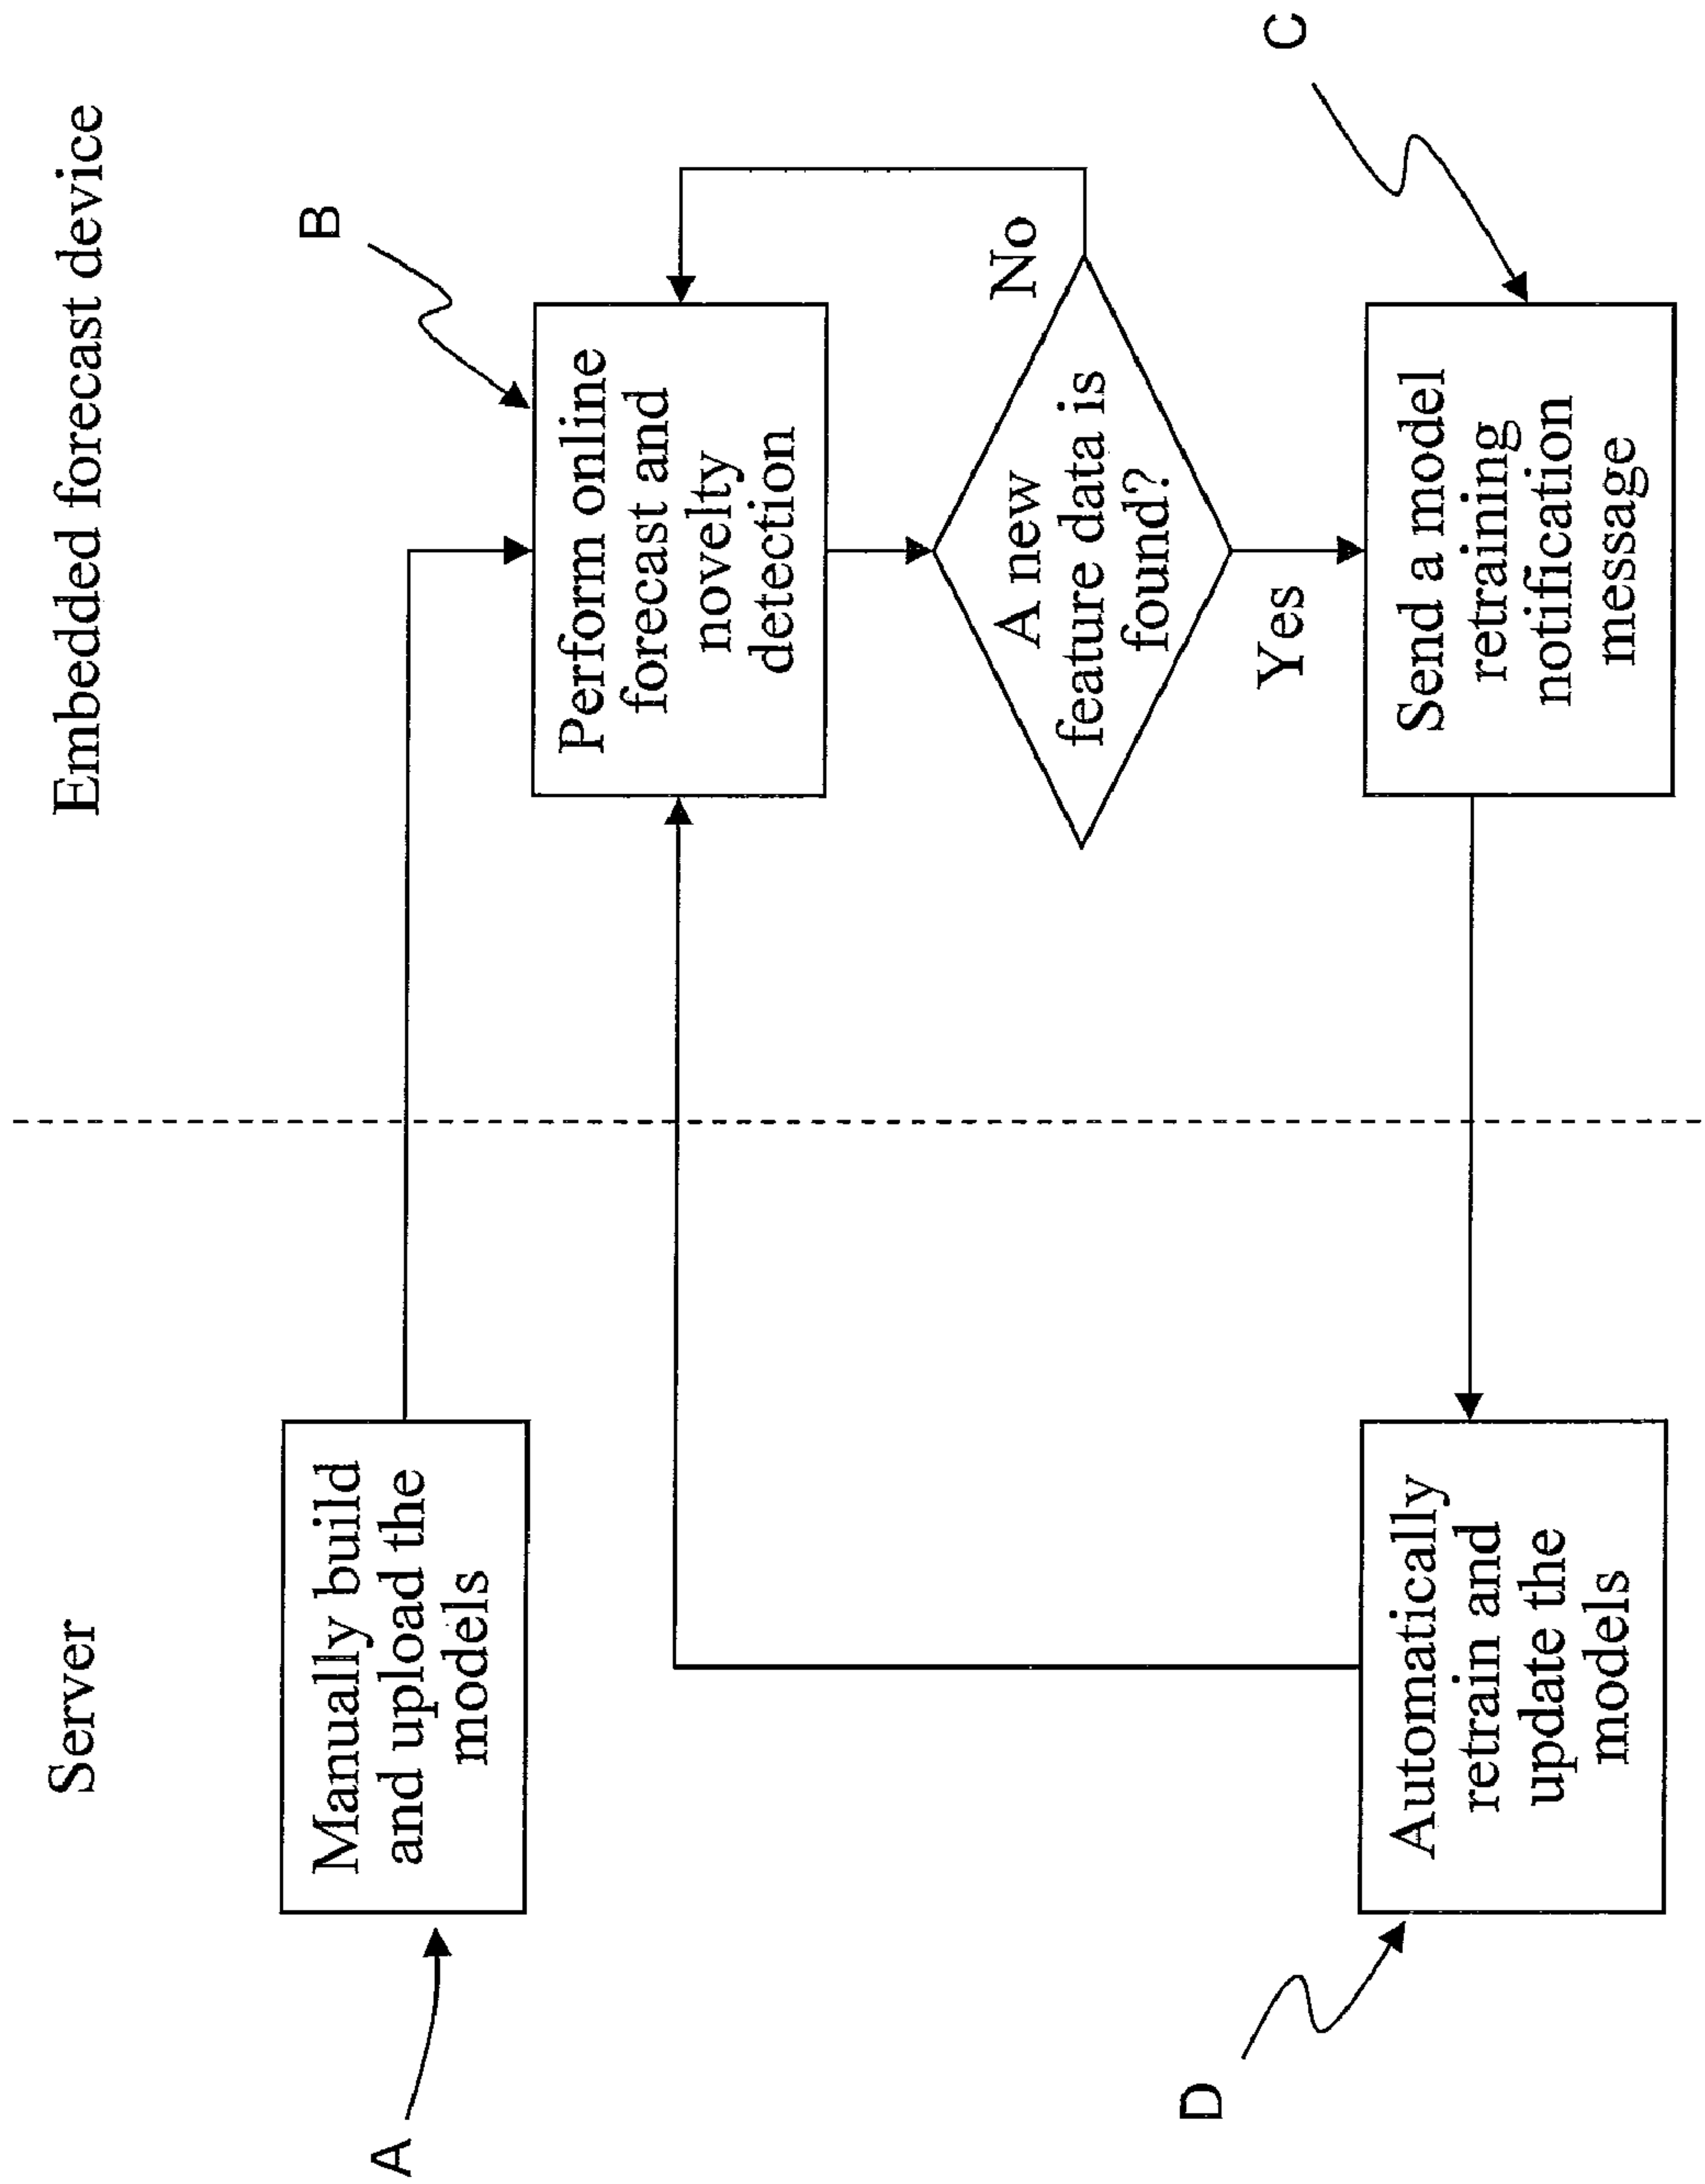 Server
Embedded forecast device
A
Manually build
and upload the
models
B
Perform online
forecast and
novelty
detection
A new
feature data is
found?
No
Yes
C
Send a model
retraining
notification
message
D
Automatically
retrain and
update the
models